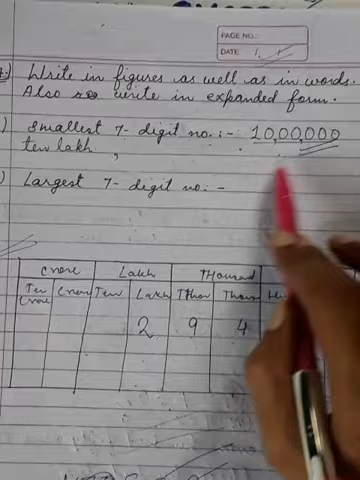 PAGE NO.:
DATE: / /
Write in figures as well as in words.
Also write in expanded form.
Smallest 7- digit no.:- 10,00,000
ten lakh,
Largest 7- digit no.:-
Crore Lakh Thousand
Ten Crore Crore Ten Lakh TThou Thou
2 9 4